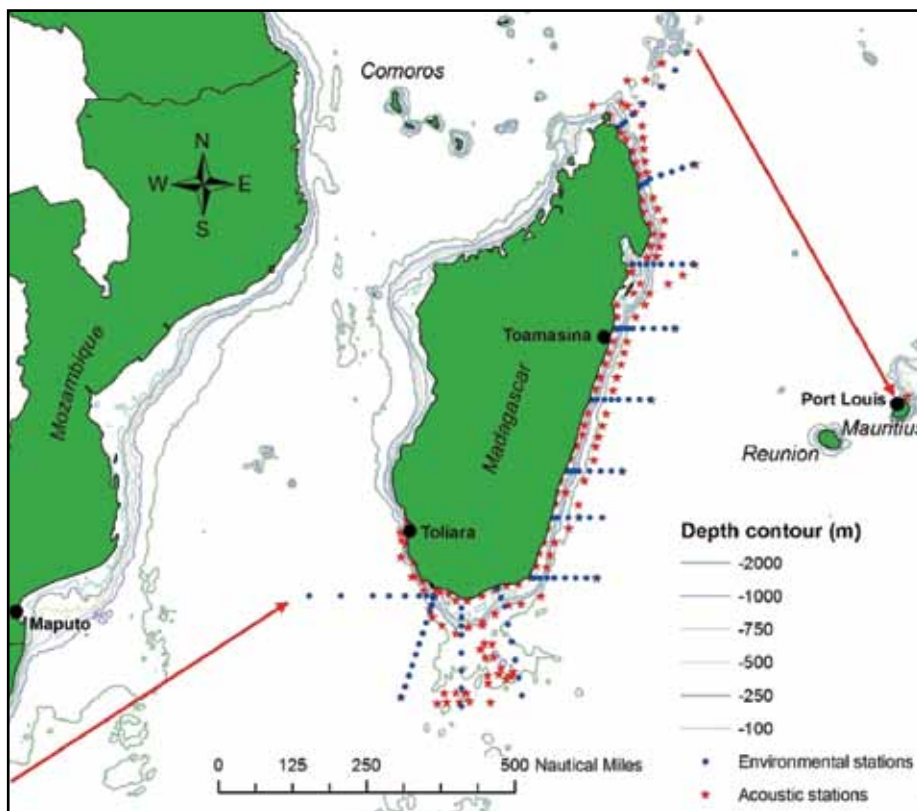 Comoros
N
W E
S
Mozambique
Toamasina
Madagascar
Port Louis
Mauritius
Reunion
Toliara
Maputo
Depth contour (m)
-2000
-1000
-750
-500
-250
-100
Environmental stations
Acoustic stations
0 125 250 500 Nautical Miles